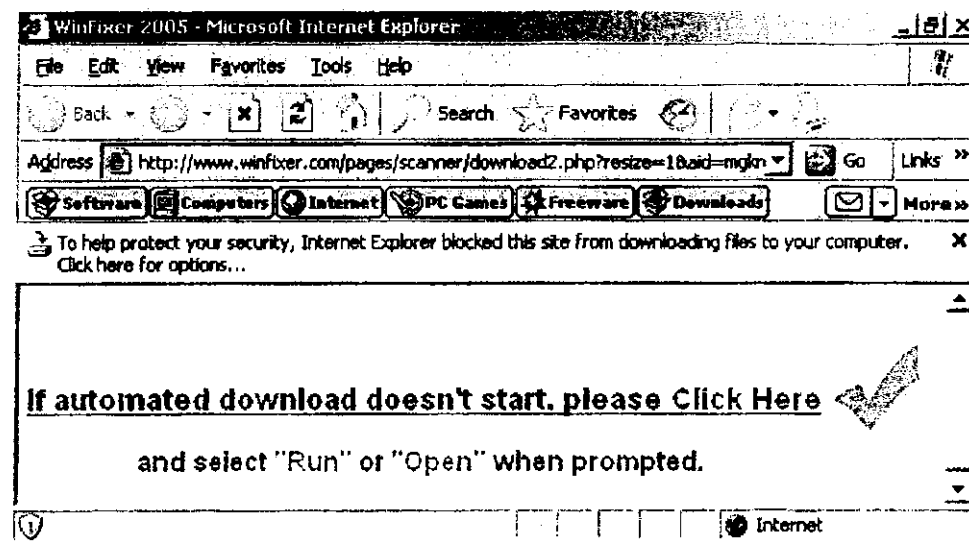 WinFixer 2005 - Microsoft Internet Explorer
File Edit View Favorites Tools Help
Back Search Favorites
Address http://www.winfixer.com/pages/scanner/download2.php?resize=1&aid=mgkn Go Links »
Software Computers Internet PC Games Freeware Downloads More »
To help protect your security, Internet Explorer blocked this site from downloading files to your computer.
Click here for options...
If automated download doesn't start, please Click Here
and select "Run" or "Open" when prompted.
Internet